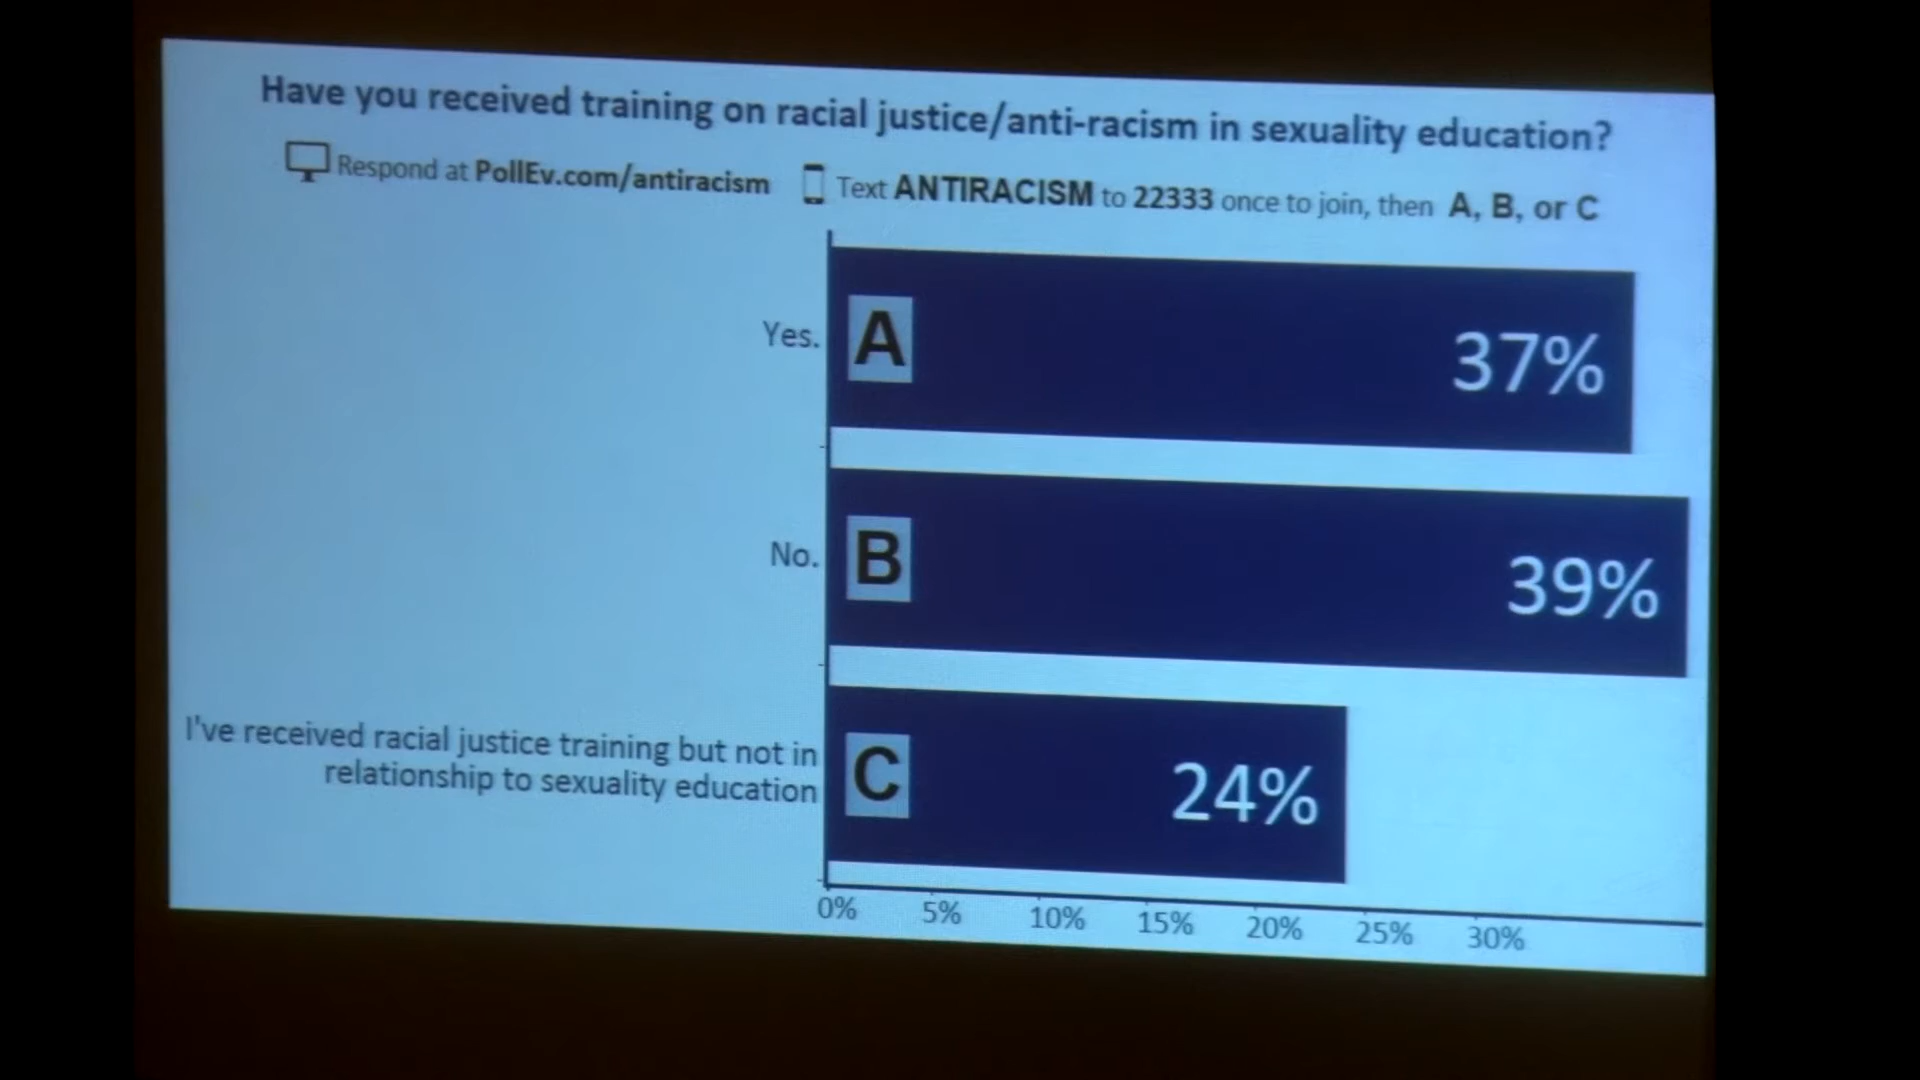 Have you received training on racial justice/anti-racism in sexuality education?
Respond at PollEv.com/antiracism Text ANTIRACISM to 22333 once to join, then A, B, or C
Yes. A 37%
No. B 39%
I've received racial justice training but not in
relationship to sexuality education
C 24%
0% 5% 10% 15% 20% 25% 30%